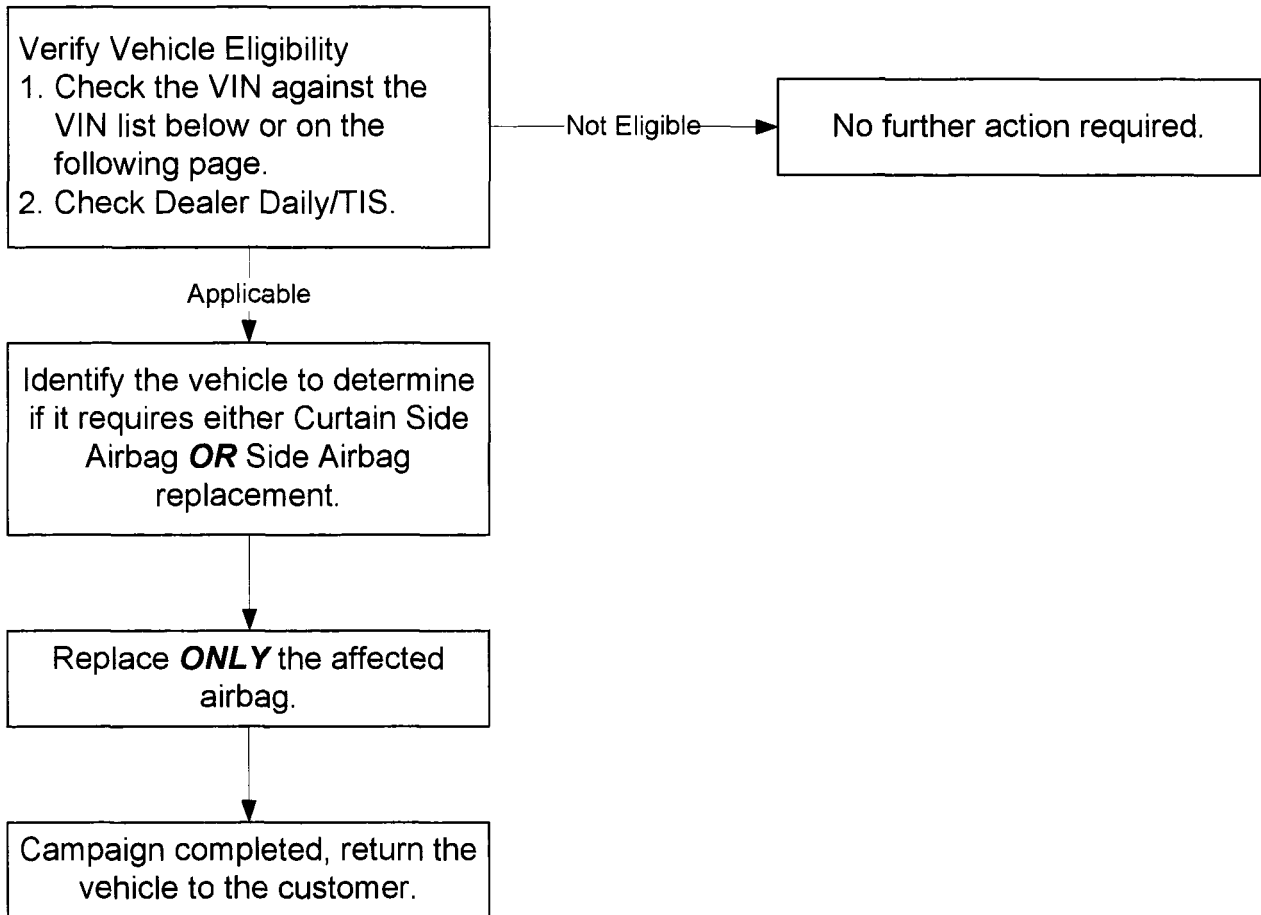 Verify Vehicle Eligibility
1. Check the VIN against the
VIN list below or on the
following page.
2. Check Dealer Daily/TIS.
Not Eligible
No further action required.
Applicable
Identify the vehicle to determine
if it requires either Curtain Side
Airbag OR Side Airbag
replacement.
Replace ONLY the affected
airbag.
Campaign completed, return the
vehicle to the customer.